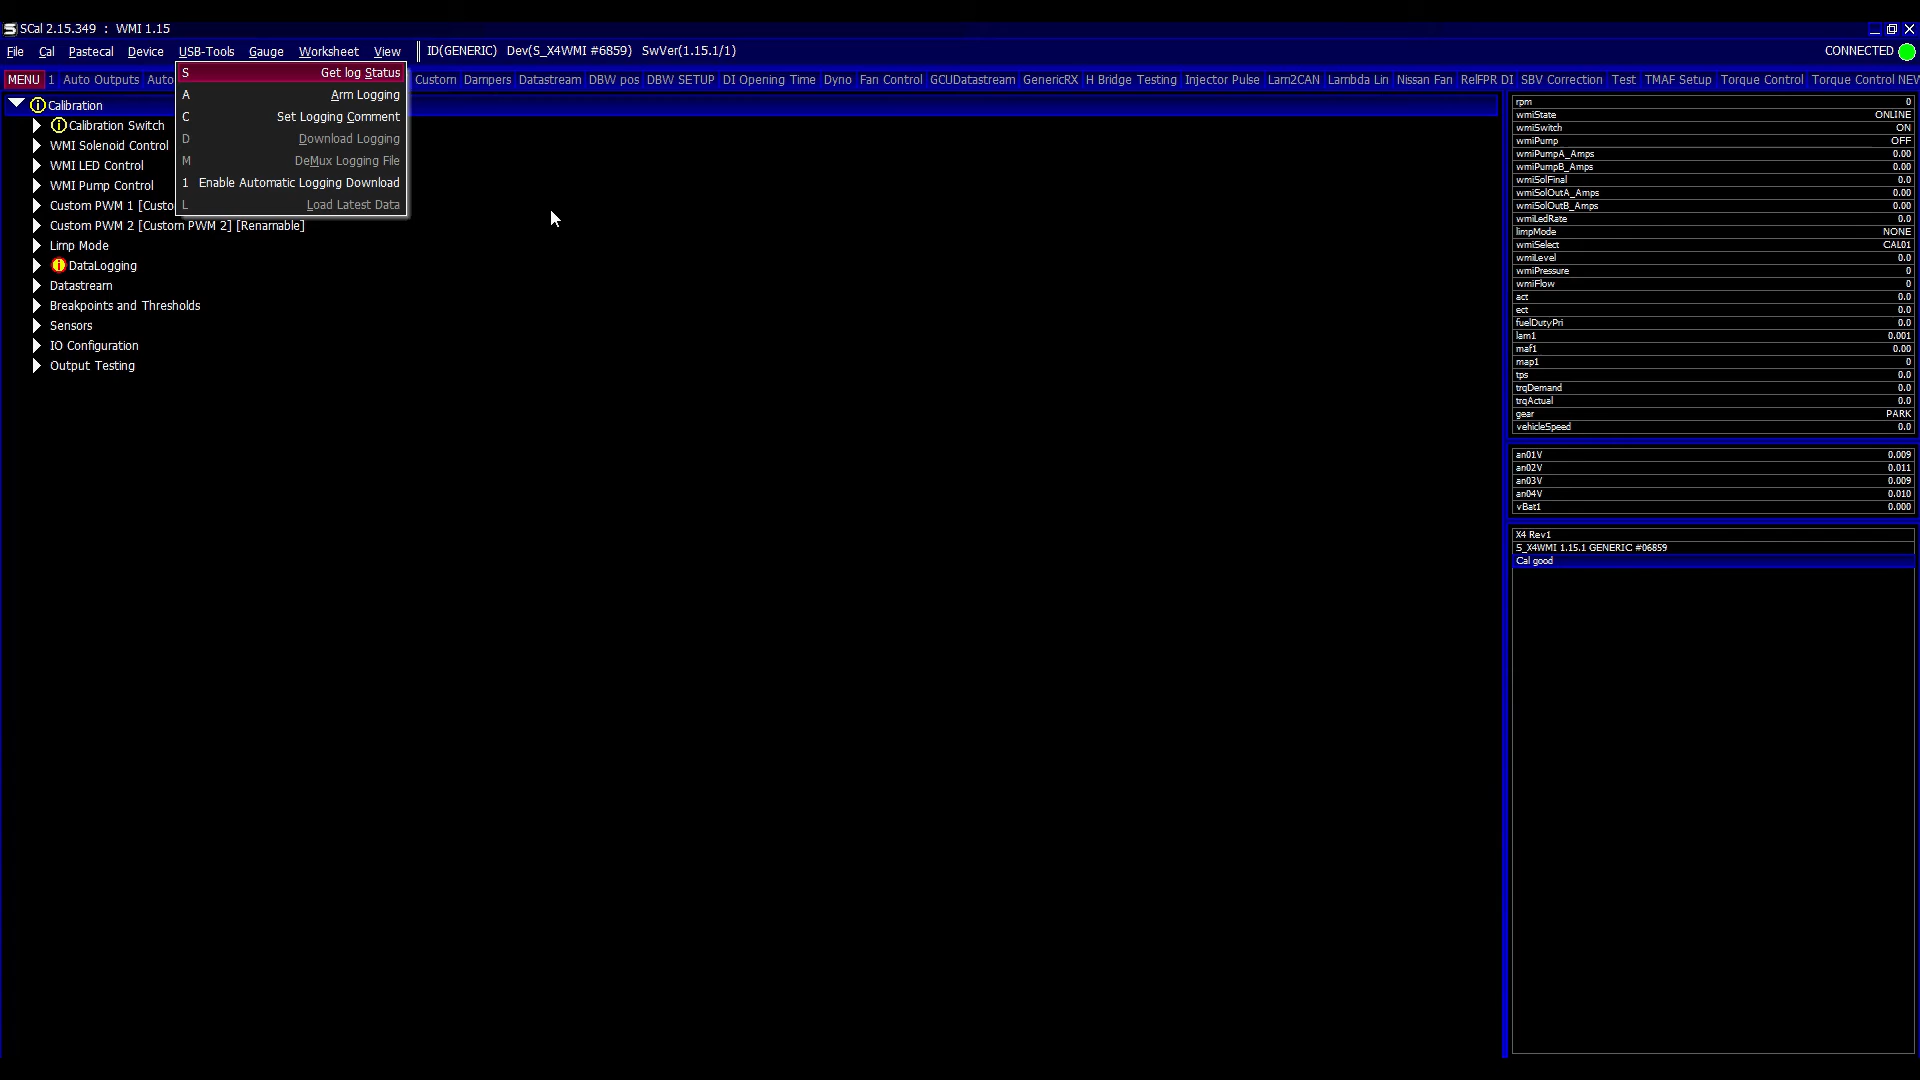 SCal 2.15.349 : WMI 1.15
File Cal Pastecal Device USB-Tools Gauge Worksheet View ID(GENERIC) Dev(S_X4WMI #6859) SwVer(1.15.1/1) CONNECTED
MENU 1 Auto Outputs Auto Custom Dampers Datastream DBW pos DBW SETUP DI Opening Time Dyno Fan Control GCUDatastream GenericRX H Bridge Testing Injector Pulse Lam2CAN Lambda Lin Nissan Fan RelFPR DI SBV Correction Test TMAF Setup Torque Control Torque Control NEW
S Get log Status
A Arm Logging
C Set Logging Comment
D Download Logging
M DeMux Logging File
1 Enable Automatic Logging Download
L Load Latest Data
Calibration
Calibration Switch
WMI Solenoid Control
WMI LED Control
WMI Pump Control
Custom PWM 1 [Custo
Custom PWM 2 [Custom PWM 2] [Renamable]
Limp Mode
DataLogging
Datastream
Breakpoints and Thresholds
Sensors
IO Configuration
Output Testing
rpm 0
wmiState ONLINE
wmiSwitch ON
wmiPump OFF
wmiPumpA_Amps 0.00
wmiPumpB_Amps 0.00
wmiSolFinal 0.0
wmiSolOutA_Amps 0.00
wmiSolOutB_Amps 0.00
wmiLedRate 0.0
limpMode NONE
wmiSelect CAL01
wmiLevel 0.0
wmiPressure 0
wmiFlow 0
act 0.0
ect 0.0
fuelDutyPri 0.0
lam1 0.001
maf1 0.00
map1 0
tps 0.0
trqDemand 0.0
trqActual 0.0
gear PARK
vehicleSpeed 0.0
an01V 0.009
an02V 0.011
an03V 0.009
an04V 0.010
vBat1 0.000
X4 Rev1
S_X4WMI 1.15.1 GENERIC #06859
Cal good